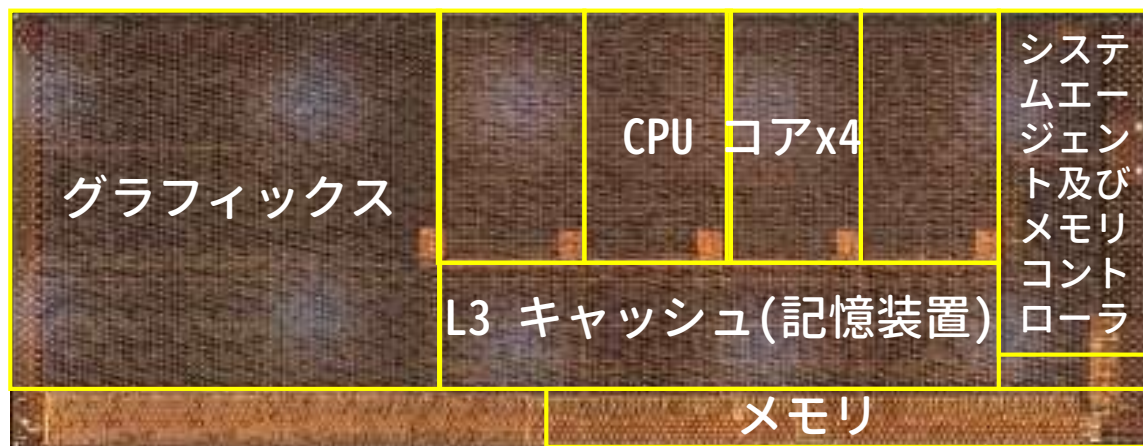 グラフィックス
CPU コアx4
L3 キャッシュ(記憶装置)
システ
ムエー
ジェン
ト及び
メモリ
コント
ローラ
メモリ